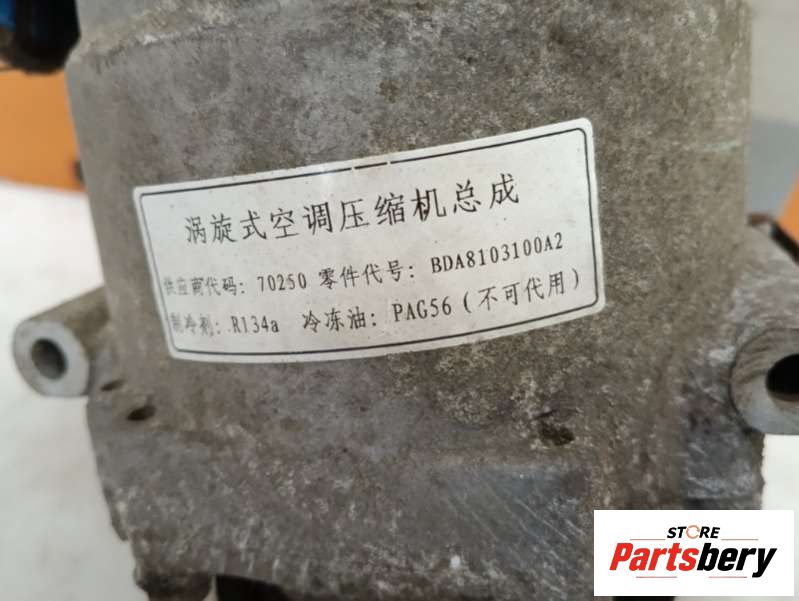 涡旋式空调压缩机总成
供应商代码: 70250 零件代号: BDA8103100A2
制冷剂: R134a 冷冻油: PAG56 (不可代用)
STORE
Partsbery